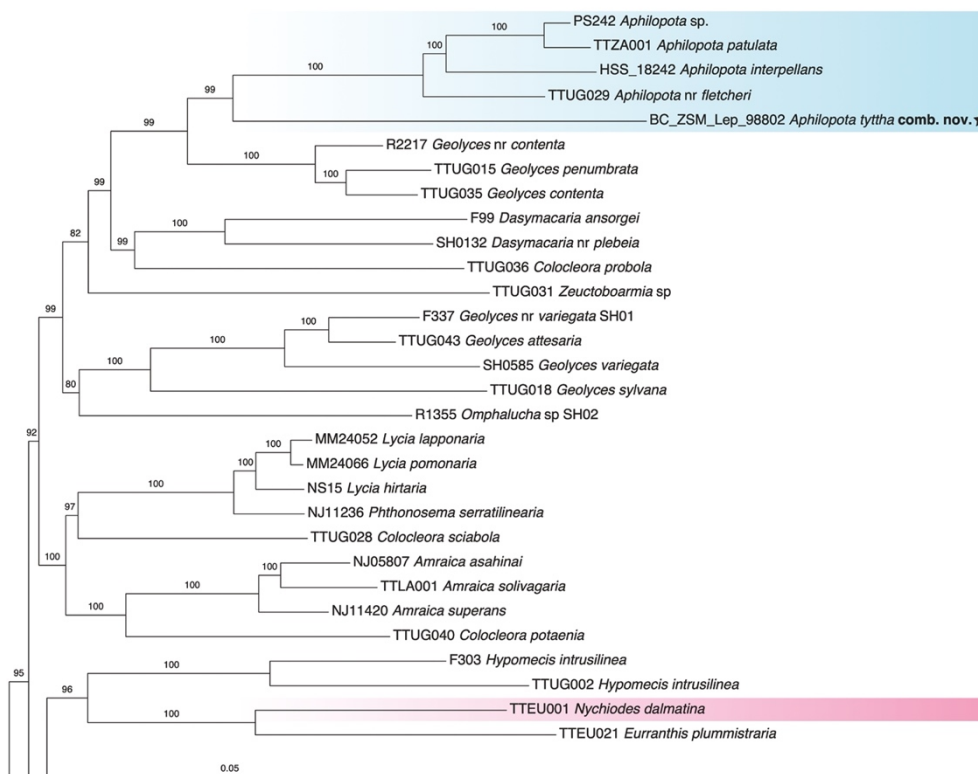 PS242 Aphilopota sp.
100
TTZA001 Aphilopota patulata
100
HSS_18242 Aphilopota interpellans
100
TTUG029 Aphilopota nr fletcheri
99
BC_ZSM_Lep_98802 Aphilopota tyttha comb. nov.
99
R2217 Geolyces nr contenta
100
TTUG015 Geolyces penumbrata
100
TTUG035 Geolyces contenta
99
F99 Dasymacaria ansorgei
100
82
99
SH0132 Dasymacaria nr plebeia
TTUG036 Colocleora probola
TTUG031 Zeuctoboarmia sp
99
F337 Geolyces nr variegata SH01
100
TTUG043 Geolyces attesaria
100
SH0585 Geolyces variegata
100
TTUG018 Geolyces sylvana
80
R1355 Omphalucha sp SH02
92
MM24052 Lycia lapponaria
100
MM24066 Lycia pomonaria
100
NS15 Lycia hirtaria
100
NJ11236 Phthonosema serratilinearia
97
TTUG028 Colocleora sciabola
100
NJ05807 Amraica asahinai
100
TTLA001 Amraica solivagaria
100
NJ11420 Amraica superans
100
TTUG040 Colocleora potaenia
F303 Hypomecis intrusilinea
100
95
TTUG002 Hypomecis intrusilinea
96
TTEU001 Nychiodes dalmatina
100
TTEU021 Eurranthis plummistraria
0.05